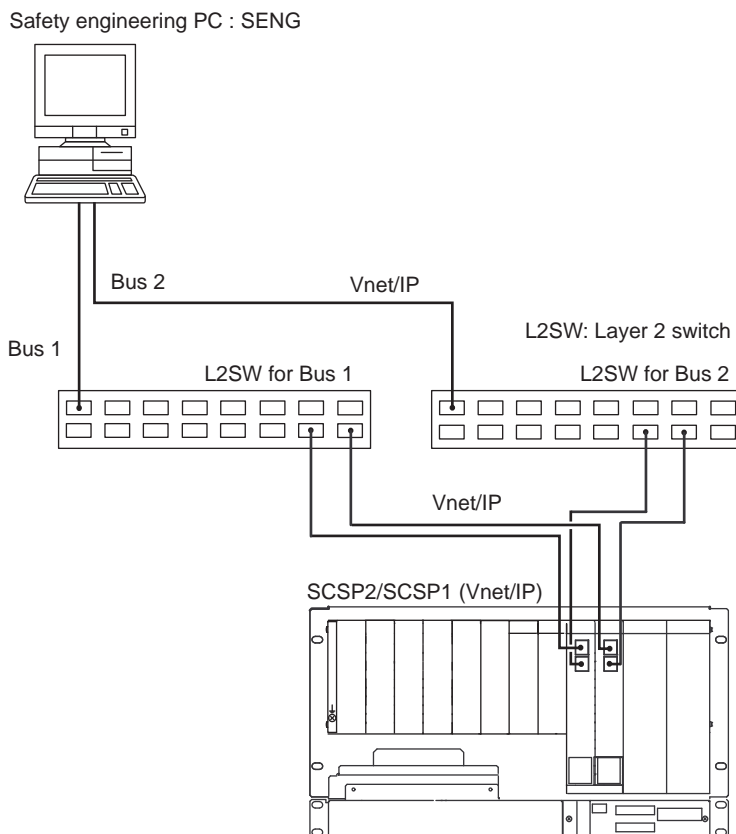 Safety engineering PC : SENG
Bus 2
Vnet/IP
L2SW: Layer 2 switch
Bus 1
L2SW for Bus 1
L2SW for Bus 2
Vnet/IP
SCSP2/SCSP1 (Vnet/IP)